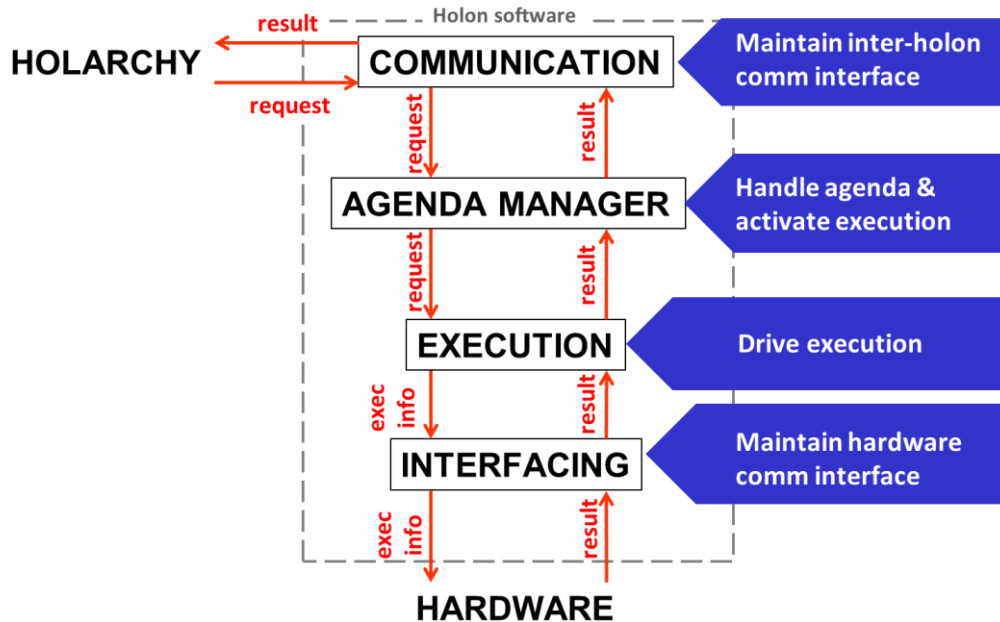 Holon software
result
HOLARCHY
request
COMMUNICATION
Maintain inter-holon
comm interface
request
result
AGENDA MANAGER
Handle agenda &
activate execution
request
result
EXECUTION
Drive execution
exec
info
result
INTERFACING
Maintain hardware
comm interface
exec
info
result
HARDWARE